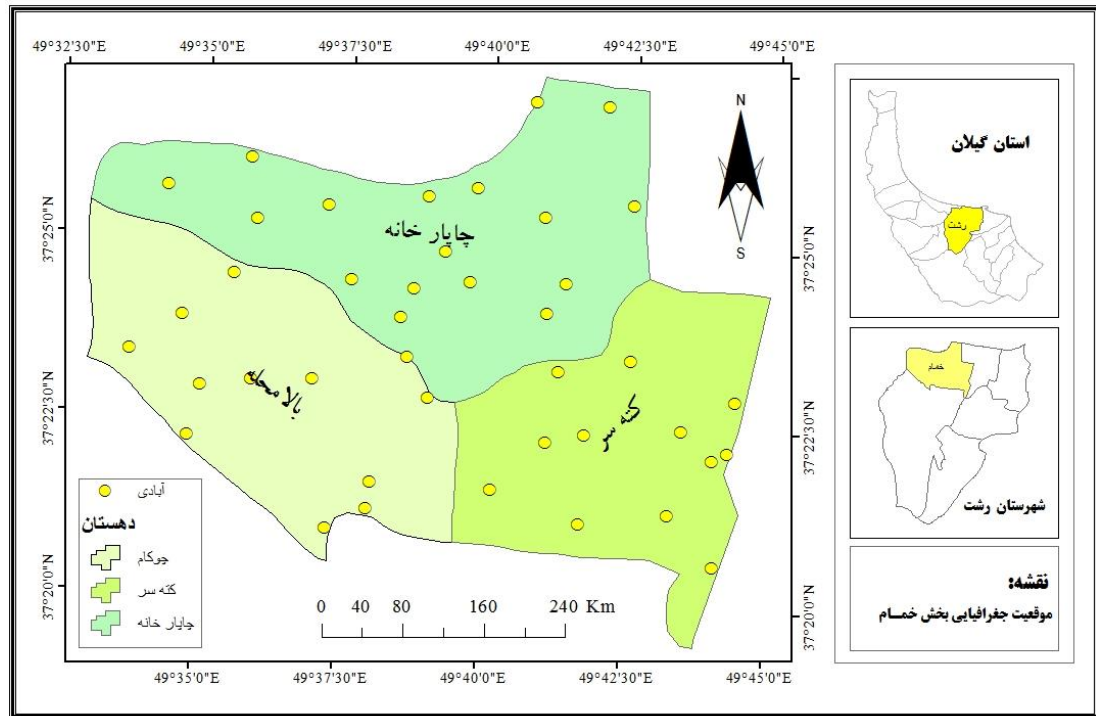 49°32'30"E 49°35'0"E 49°37'30"E 49°40'0"E 49°42'30"E 49°45'0"E
37°25'0"N
37°22'30"N
37°20'0"N
N
S
چاپار خانه
بالا محله
کته سر
آبادی
دهستان
چوکام
کته سر
چاپار خانه
0 40 80 160 240 Km
37°25'0"N
37°22'30"N
37°20'0"N
49°35'0"E 49°37'30"E 49°40'0"E 49°42'30"E 49°45'0"E
استان گیلان
رشت
خمام
شهرستان رشت
نقشه:
موقعیت جغرافیایی بخش خمـام